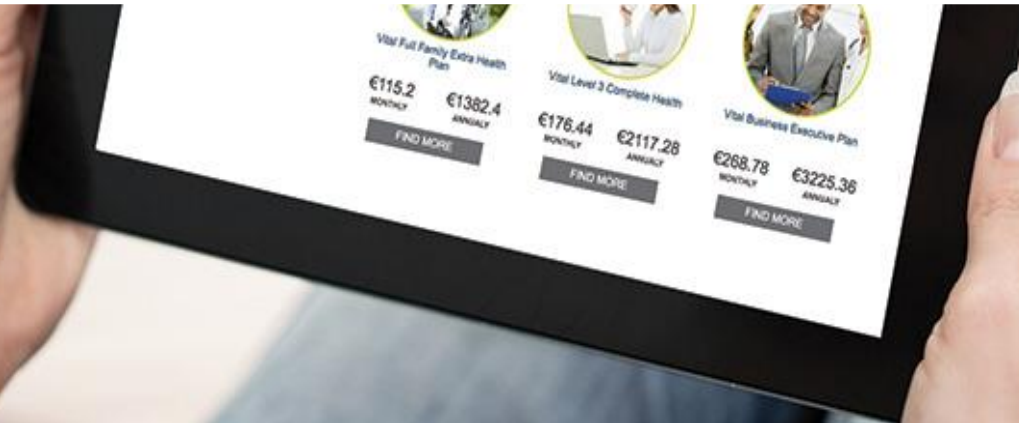 Vital Full Family Extra Health
Plan
€115.2
MONTHLY
€1382.4
ANNUALY
FIND MORE
Vital Level 3 Complete Health
€176.44
MONTHLY
€2117.28
ANNUALY
FIND MORE
Vital Business Executive Plan
€268.78
MONTHLY
€3225.36
ANNUALY
FIND MORE